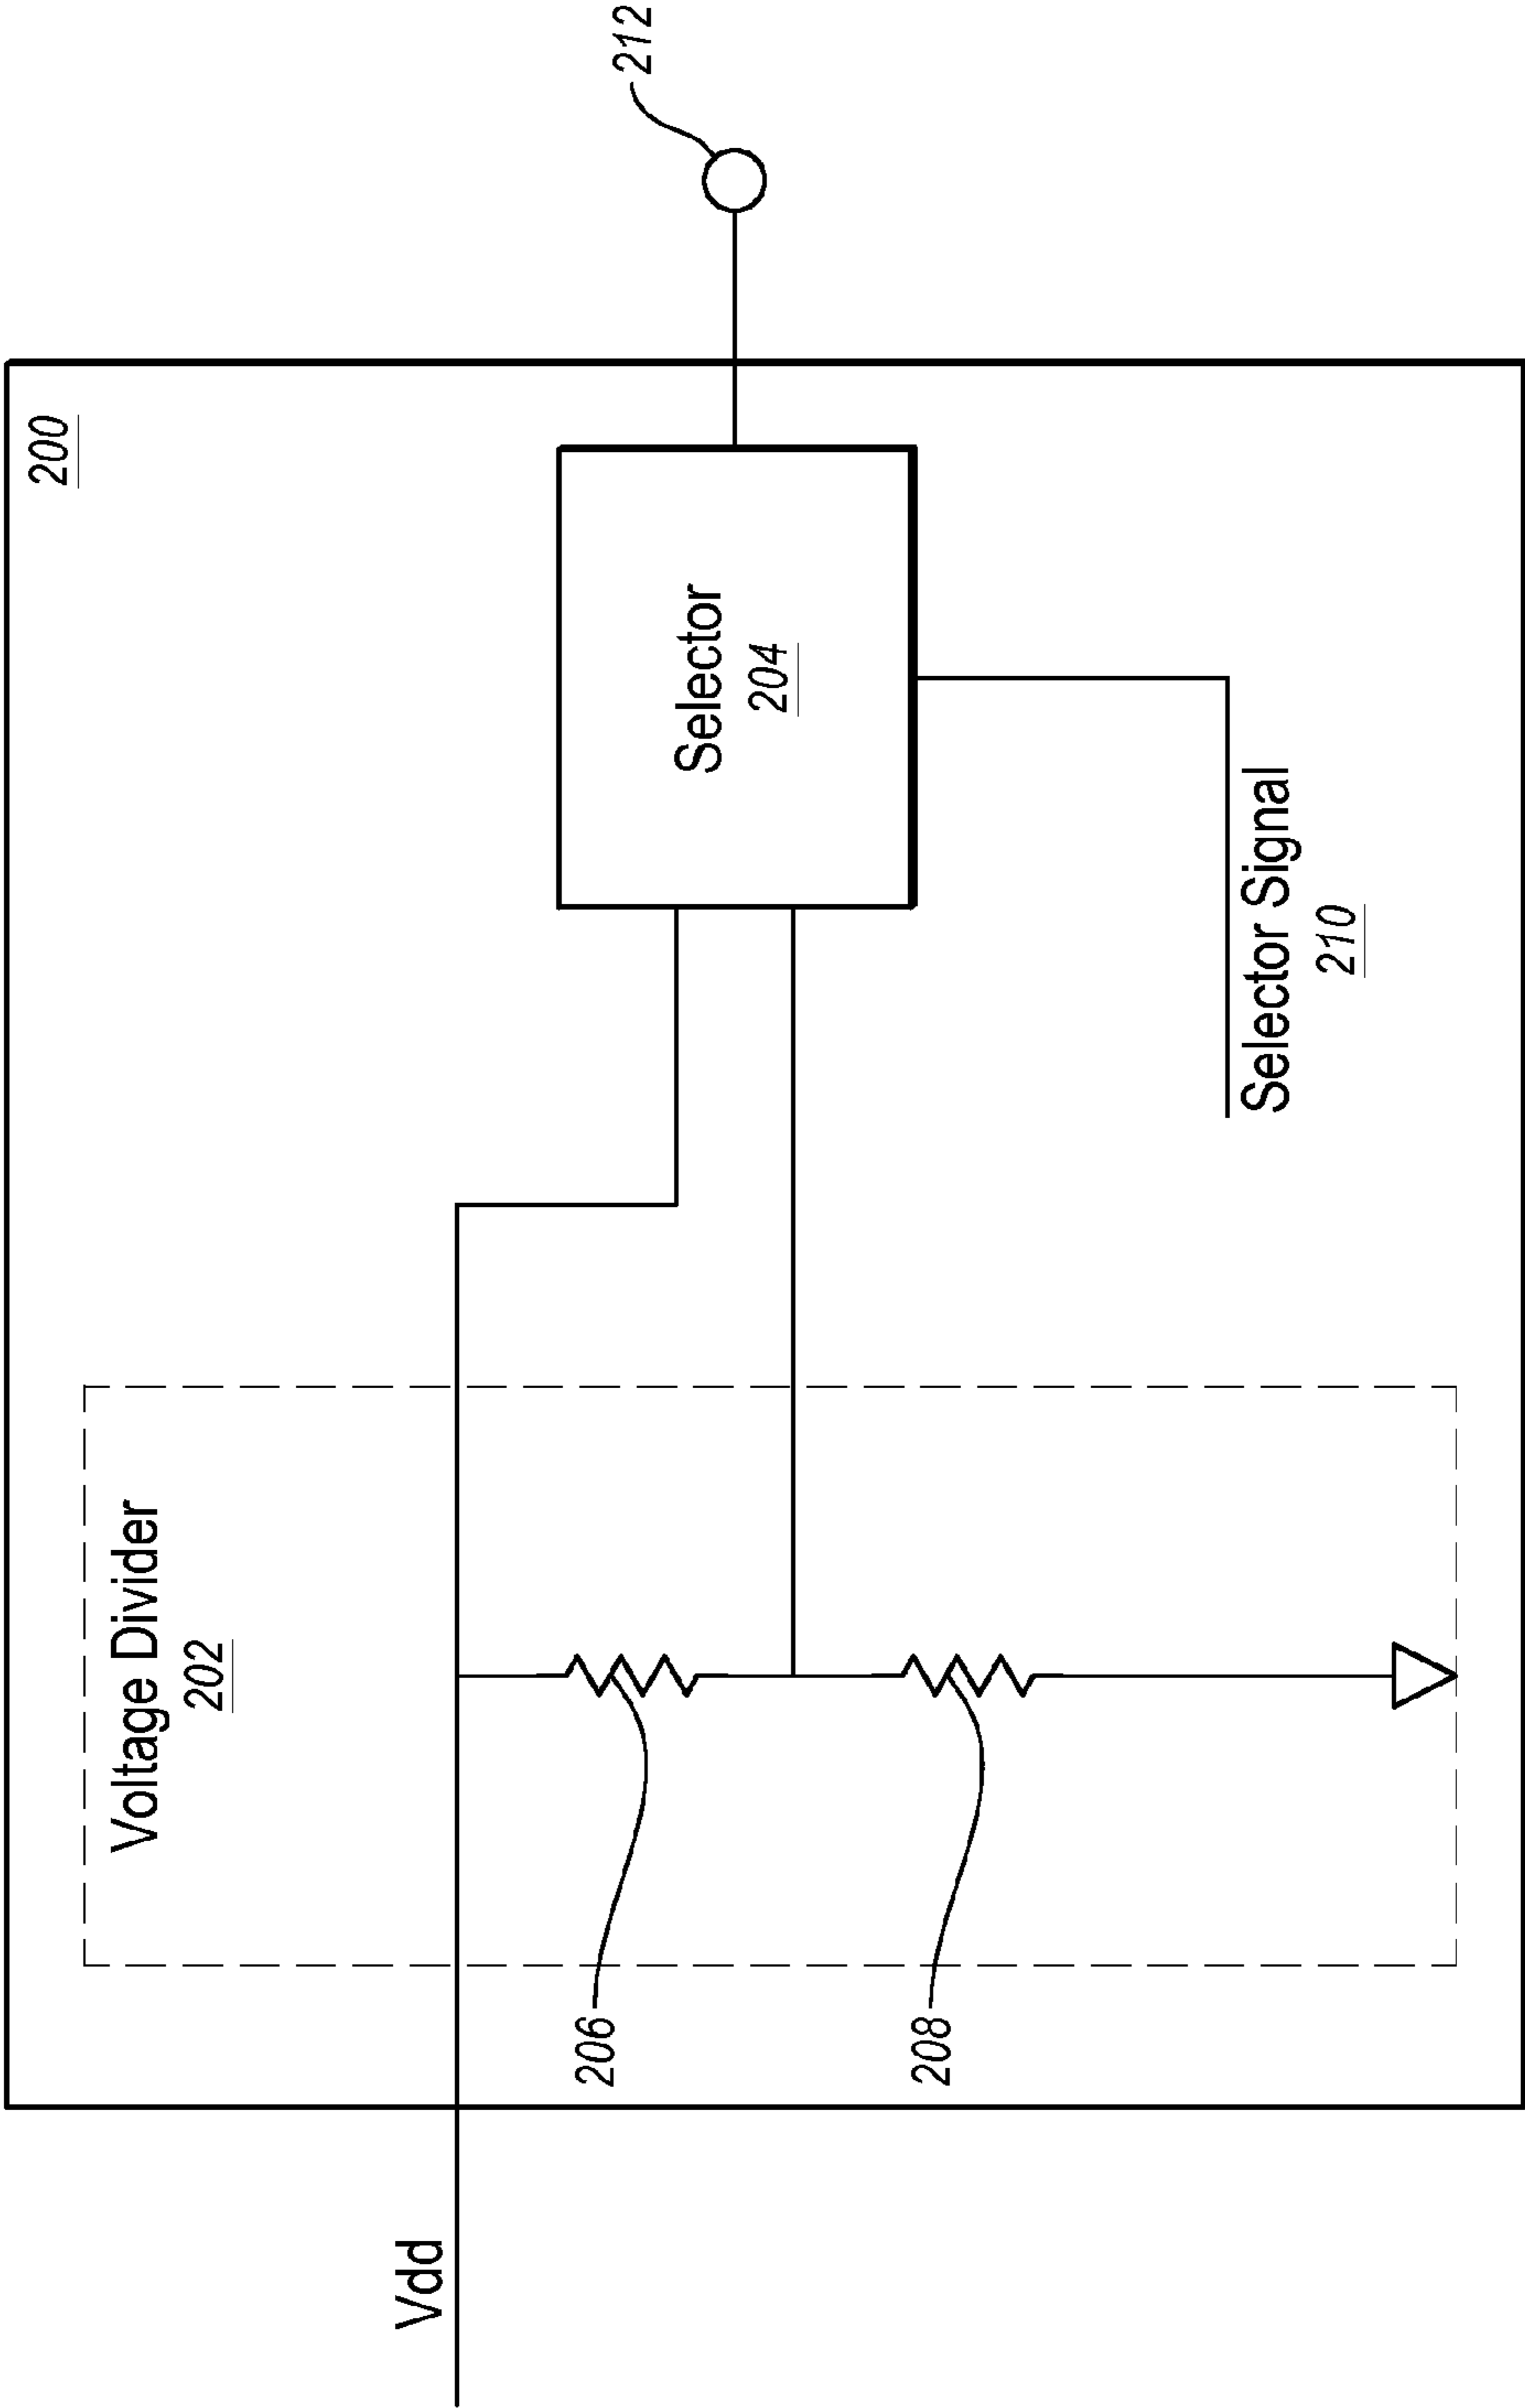 200
Voltage Divider
202
Vdd
206
208
Selector
204
Selector Signal
210
212